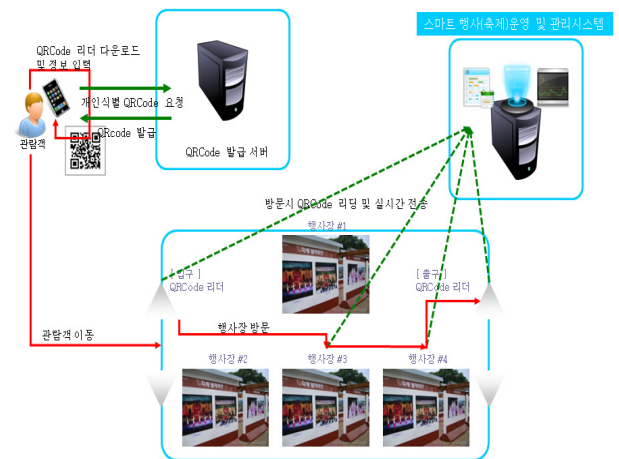 스마트 행사(축제)운영 및 관리시스템
QRCode 리더 다운로드
및 정보 입력
개인식별 QRCode 요청
QRcode 발급
관람객
QRCode 발급 서버
방문시 QRCode 리딩 및 실시간 전송
행사장 #1
[ 입구 ]
QRCode 리더
[ 출구 ]
QRCode 리더
행사장 방문
관람객 이동
행사장 #2
행사장 #3
행사장 #4